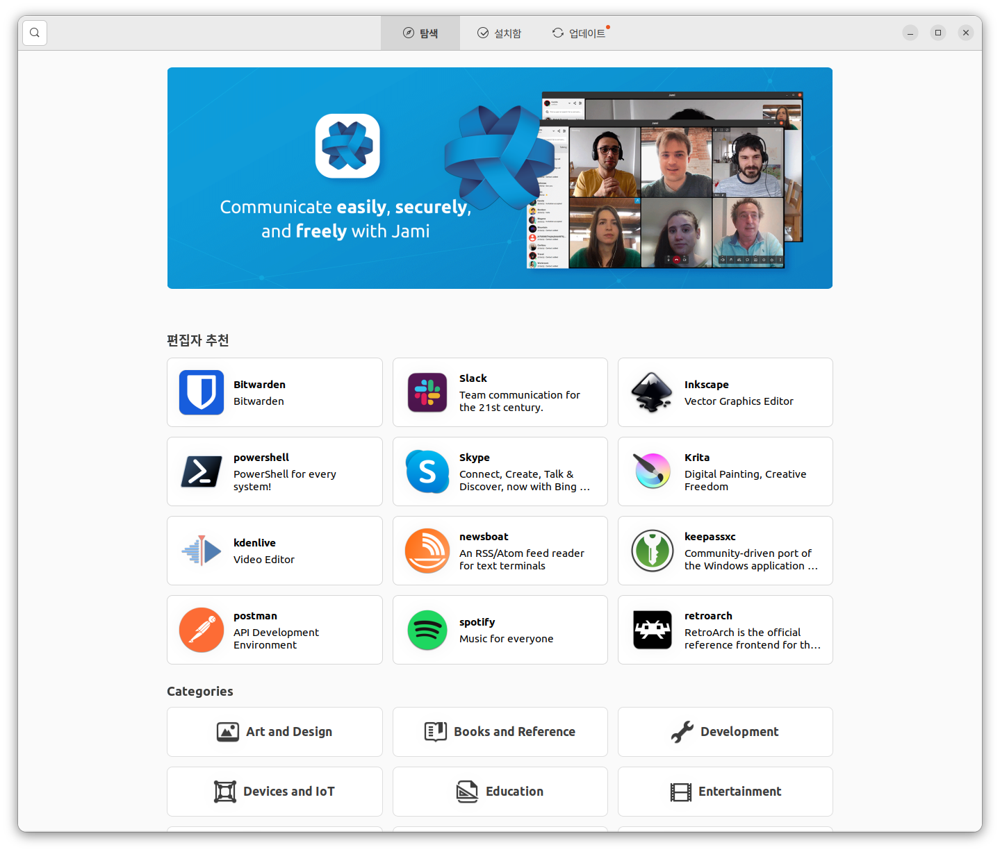 탐색
설치함
업데이트
Communicate easily, securely,
and freely with Jami
Jami
Jami
편집자 추천
Bitwarden
Bitwarden
Slack
Team communication for
the 21st century.
Inkscape
Vector Graphics Editor
powershell
PowerShell for every
system!
Skype
Connect, Create, Talk &
Discover, now with Bing …
Krita
Digital Painting, Creative
Freedom
kdenlive
Video Editor
newsboat
An RSS/Atom feed reader
for text terminals
keepassxc
Community-driven port of
the Windows application …
postman
API Development
Environment
spotify
Music for everyone
retroarch
RetroArch is the official
reference frontend for th…
Categories
Art and Design
Books and Reference
Development
Devices and IoT
Education
Entertainment